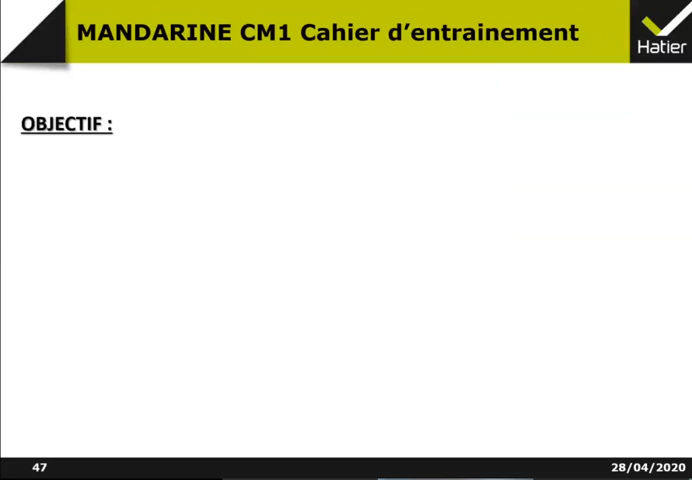 MANDARINE CM1 Cahier d’entrainement
Hatier
OBJECTIF :
47
28/04/2020